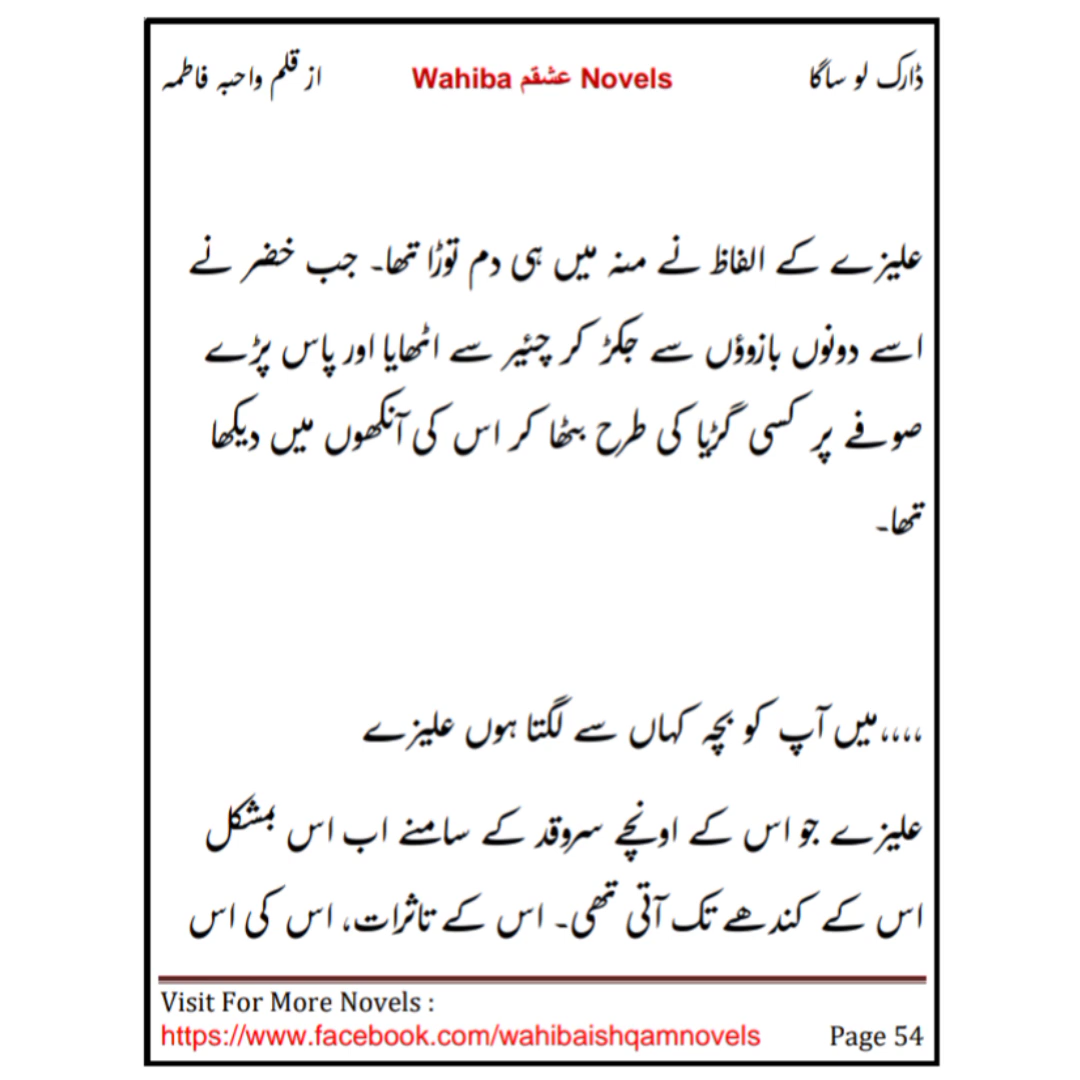 ڈارک لو ساگا Wahiba عشقم Novels از قلم واحبہ فاطمہ
علیزے کے الفاظ نے منہ میں ہی دم توڑا تھا۔ جب خضر نے
اسے دونوں بازوؤں سے جکڑ کر چئیر سے اٹھایا اور پاس پڑے
صوفے پر کسی گڑیا کی طرح بٹھا کر اس کی آنکھوں میں دیکھا
تھا۔
،،،،میں آپ کو بچہ کہاں سے لگتا ہوں علیزے
علیزے جو اس کے اونچے سروقد کے سامنے اب اس بمشکل
اس کے کندھے تک آتی تھی۔ اس کے تاثرات، اس کی اس
Visit For More Novels :
https://www.facebook.com/wahibaishqamnovels Page 54